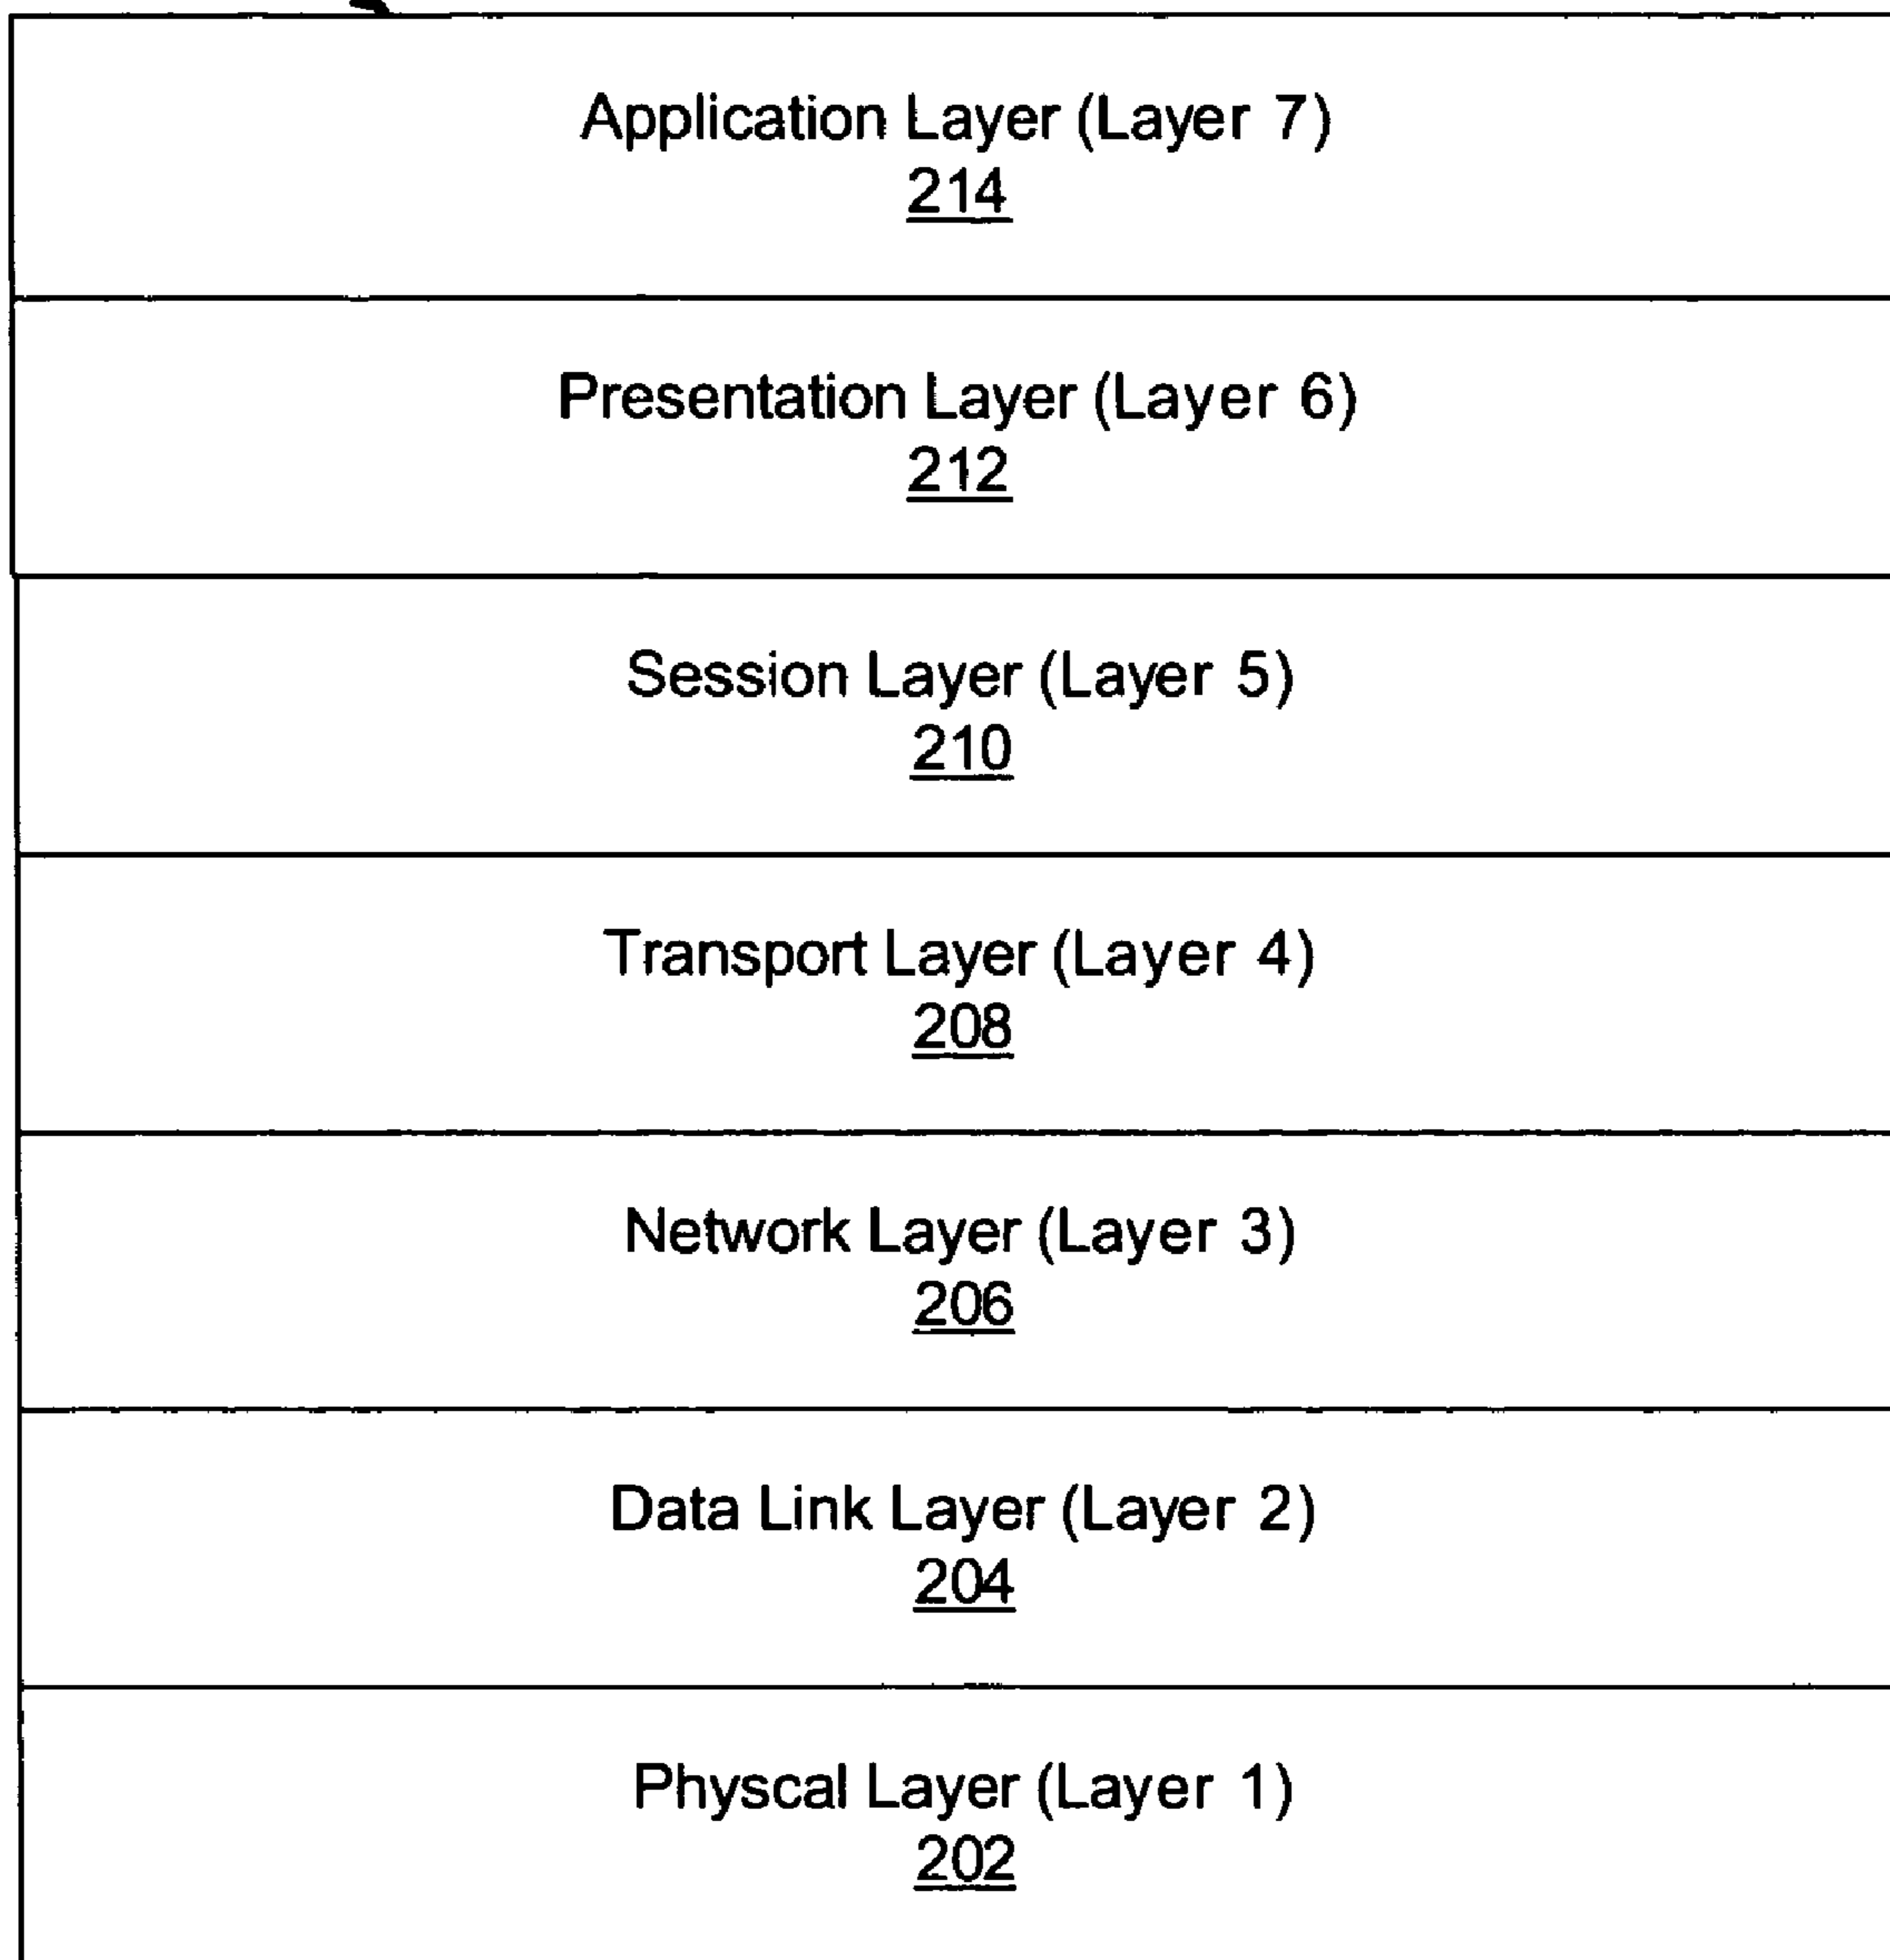 Application Layer (Layer 7)
214
Presentation Layer (Layer 6)
212
Session Layer (Layer 5)
210
Transport Layer (Layer 4)
208
Network Layer (Layer 3)
206
Data Link Layer (Layer 2)
204
Physcal Layer (Layer 1)
202